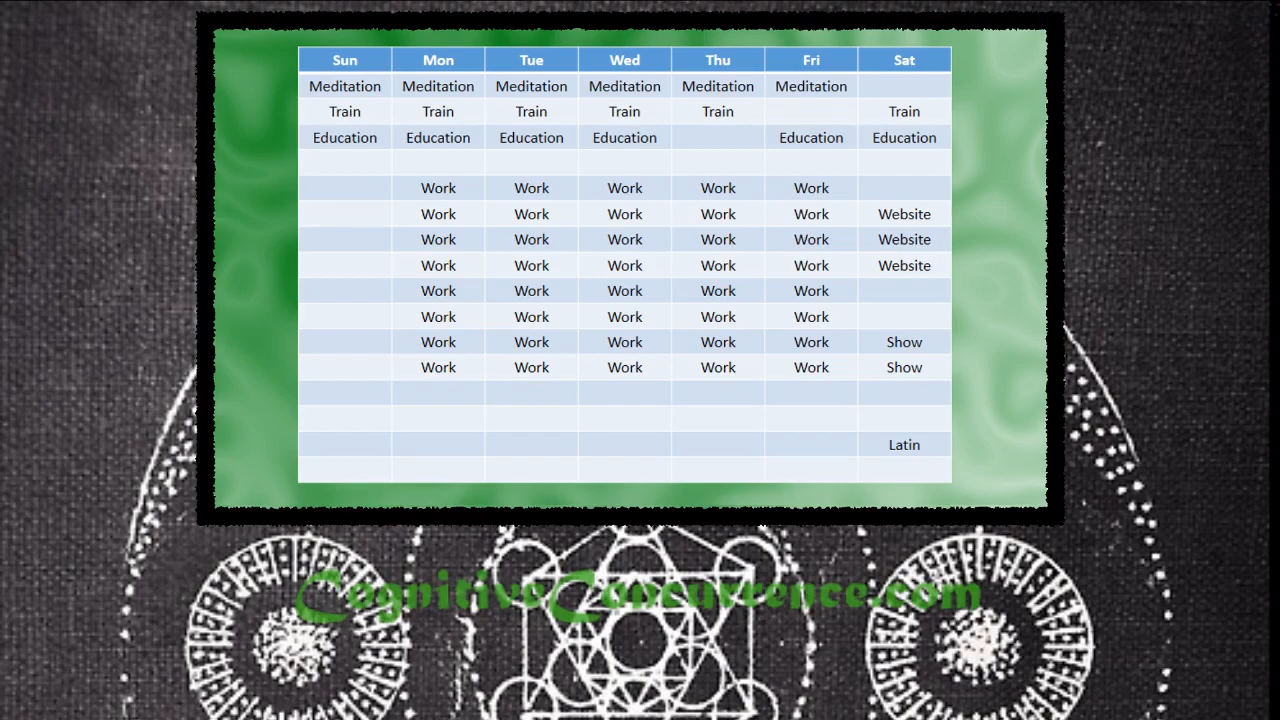 Sun Mon Tue Wed Thu Fri Sat
Meditation Meditation Meditation Meditation Meditation Meditation
Train Train Train Train Train Train
Education Education Education Education Education Education
Work Work Work Work Work
Work Work Work Work Work Website
Work Work Work Work Work Website
Work Work Work Work Work Website
Work Work Work Work Work
Work Work Work Work Work
Work Work Work Work Work Show
Work Work Work Work Work Show
Latin
CognitiveConcurrence.com